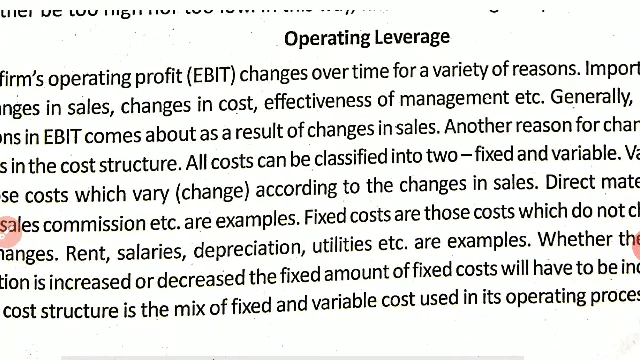 Operating Leverage
firm's operating profit (EBIT) changes over time for a variety of reasons. Import
nges in sales, changes in cost, effectiveness of management etc. Generally,
ons in EBIT comes about as a result of changes in sales. Another reason for chan
s in the cost structure. All costs can be classified into two – fixed and variable. Va
se costs which vary (change) according to the changes in sales. Direct mate
sales commission etc. are examples. Fixed costs are those costs which do not c
hanges. Rent, salaries, depreciation, utilities etc. are examples. Whether the
tion is increased or decreased the fixed amount of fixed costs will have to be inc
cost structure is the mix of fixed and variable cost used in its operating proces